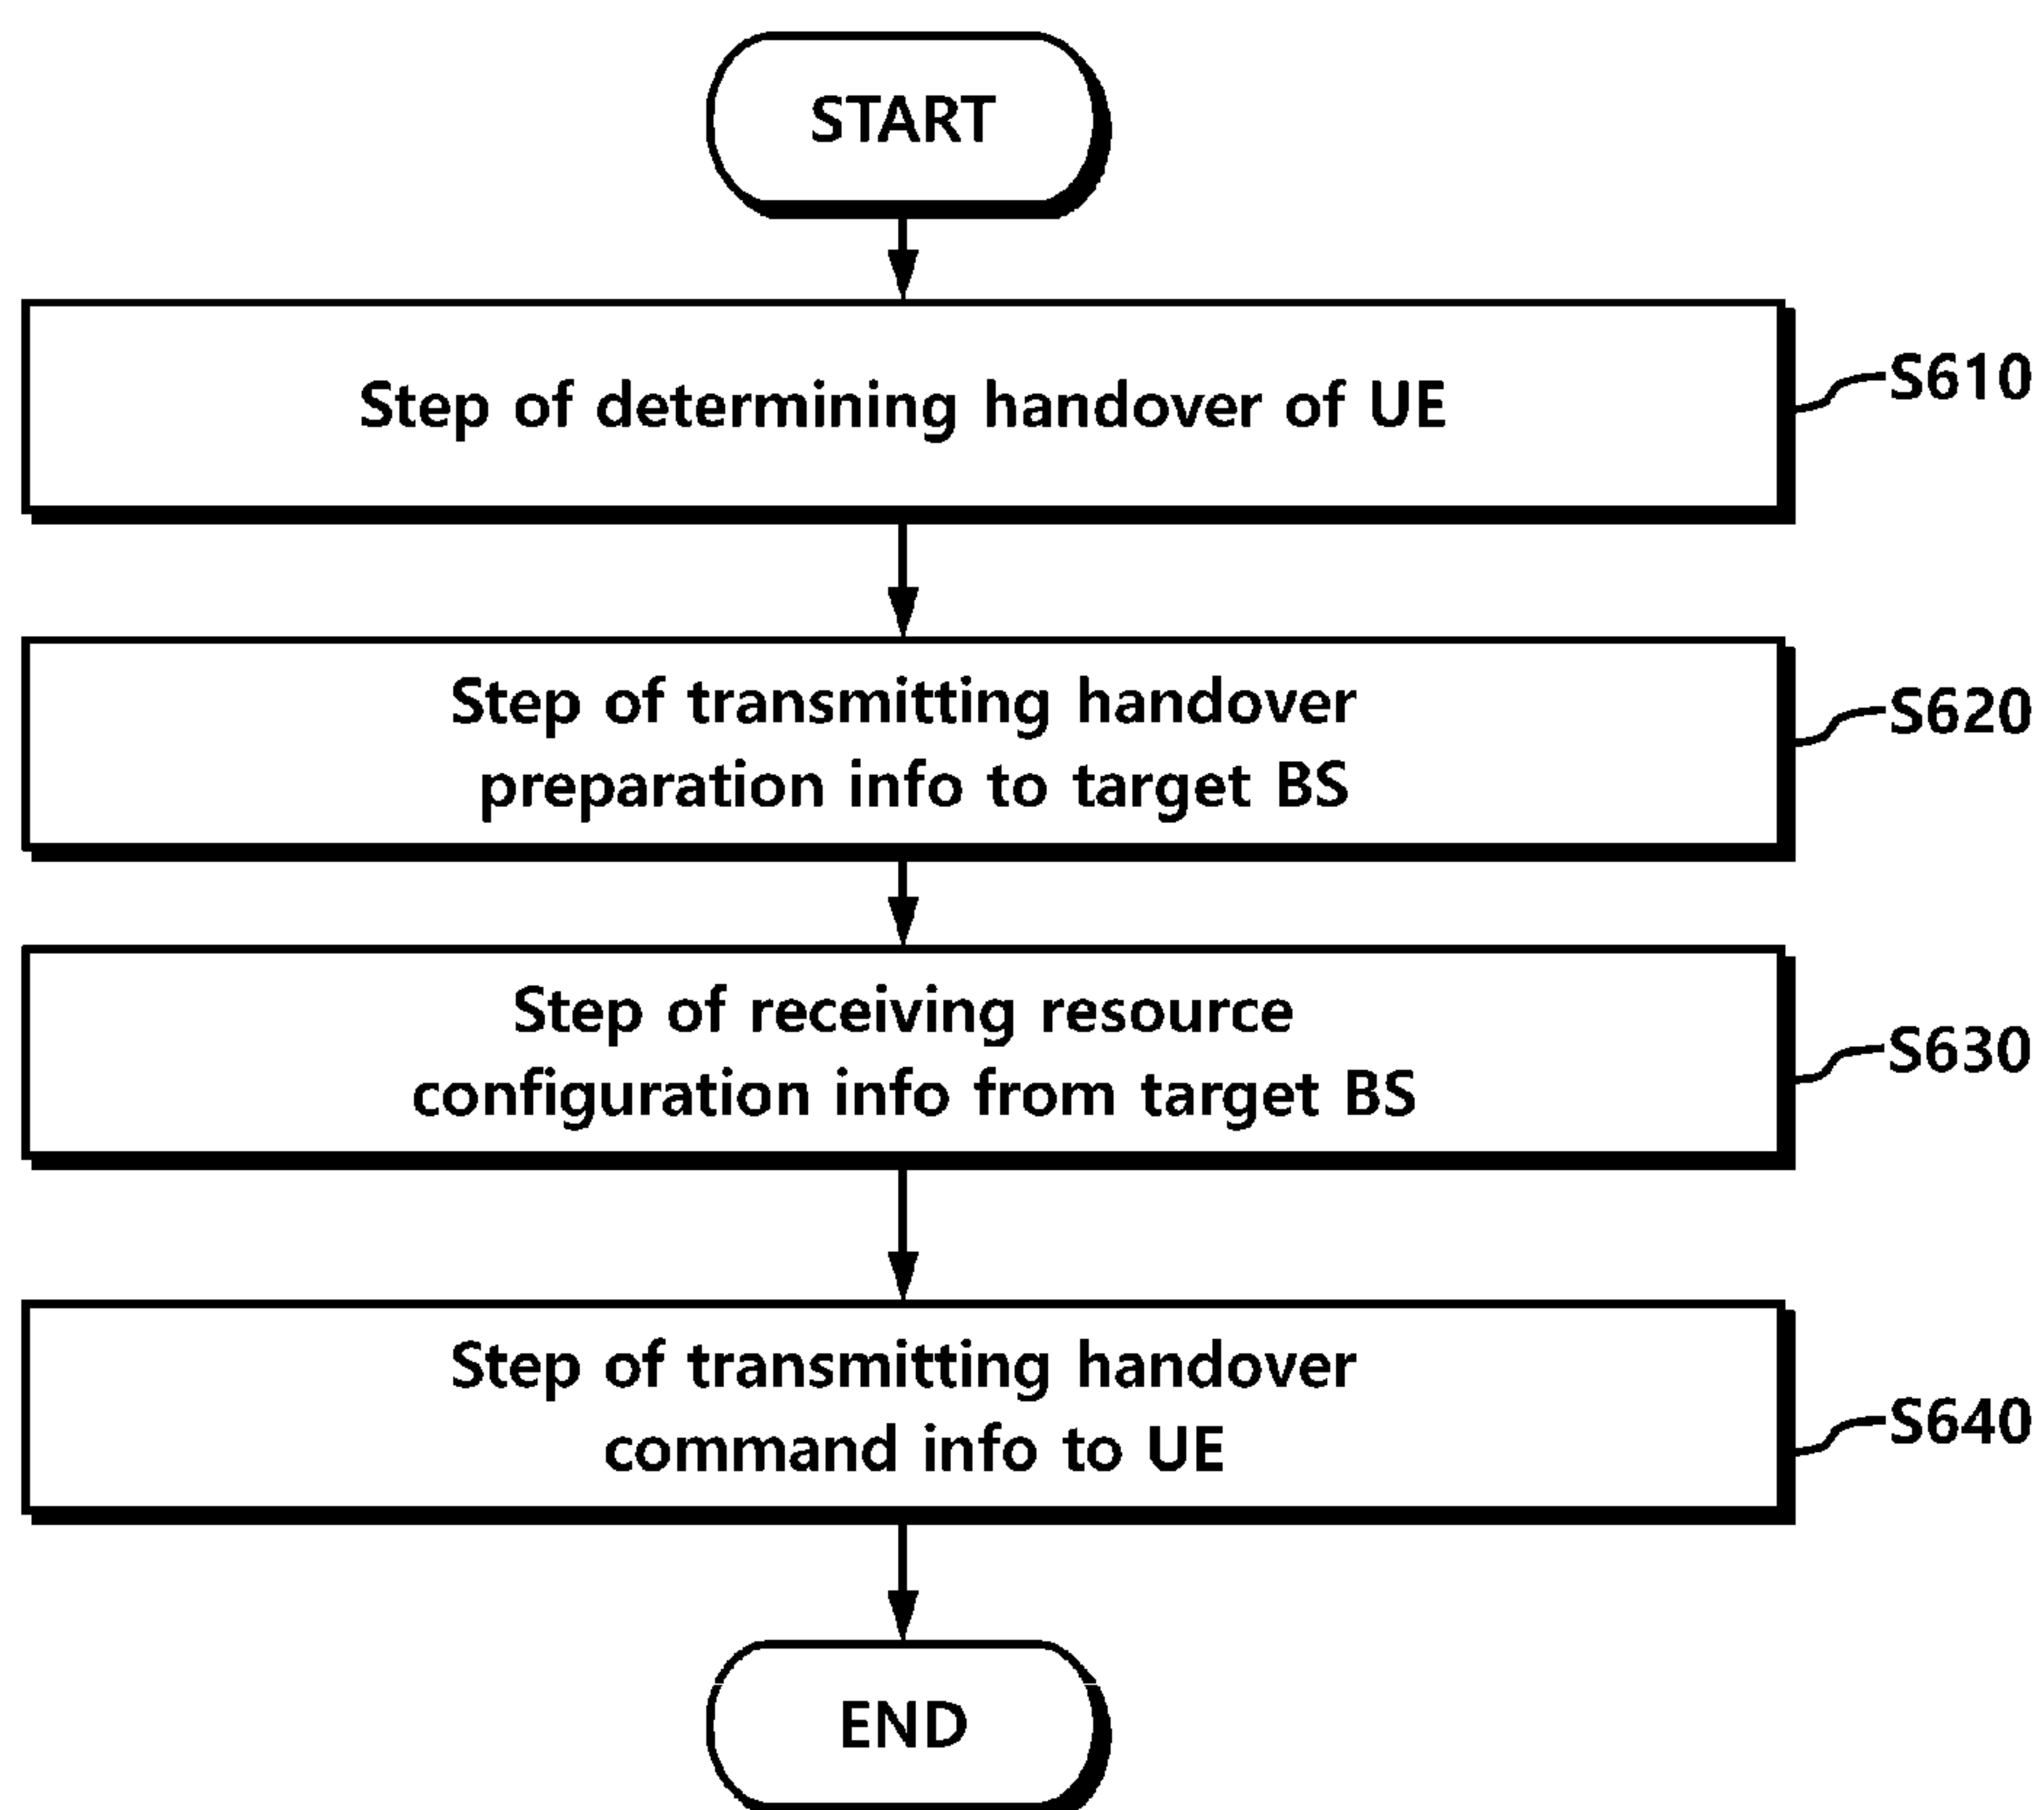 START
Step of determining handover of UE
S610
Step of transmitting handover
preparation info to target BS
S620
Step of receiving resource
configuration info from target BS
S630
Step of transmitting handover
command info to UE
S640
END